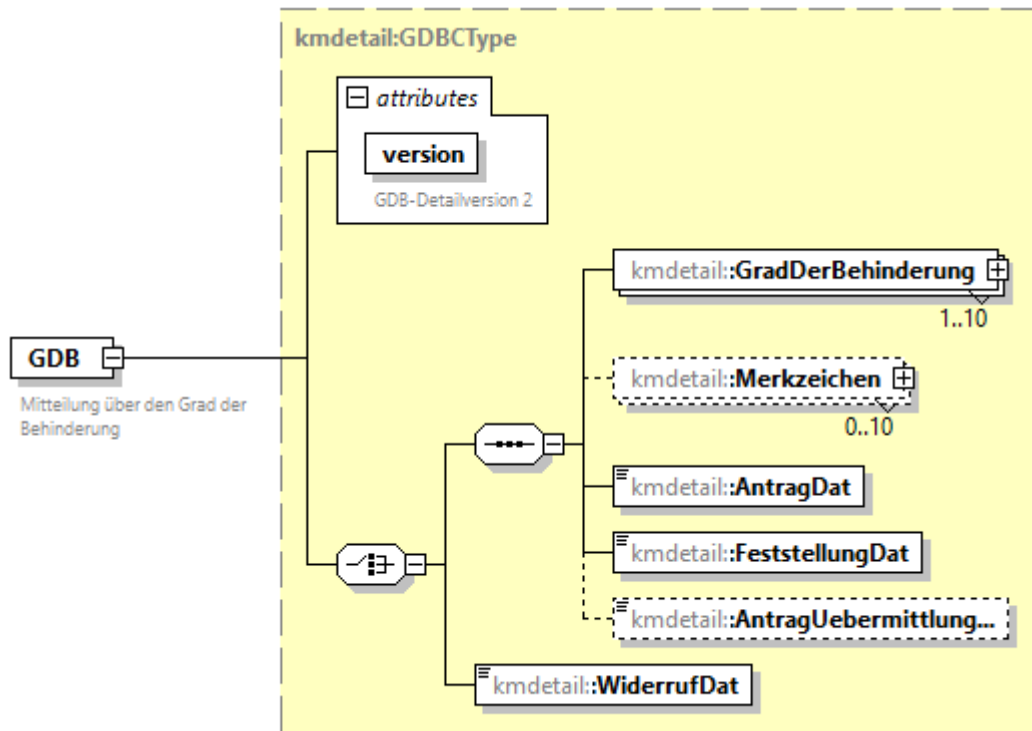 kmdetail:GDBCType
attributes
version
GDB-Detailversion 2
kmdetail::GradDerBehinderung
1..10
GDB
Mitteilung über den Grad der
Behinderung
kmdetail::Merkzeichen
0..10
kmdetail::AntragDat
kmdetail::FeststellungDat
kmdetail::AntragUebermittlung...
kmdetail::WiderrufDat